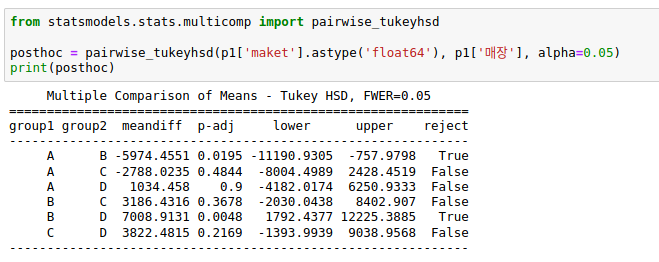 from statsmodels.stats.multicomp import pairwise_tukeyhsd
posthoc = pairwise_tukeyhsd(p1['maket'].astype('float64'), p1['매장'], alpha=0.05)
print(posthoc)
Multiple Comparison of Means - Tukey HSD, FWER=0.05
=============================================================
group1 group2  meandiff  p-adj     lower      upper    reject
-------------------------------------------------------------
     A      B -5974.4551 0.0195 -11190.9305  -757.9798   True
     A      C -2788.0235 0.4844  -8004.4989  2428.4519  False
     A      D   1034.458    0.9  -4182.0174  6250.9333  False
     B      C  3186.4316 0.3678  -2030.0438   8402.907  False
     B      D  7008.9131 0.0048   1792.4377 12225.3885   True
     C      D  3822.4815 0.2169  -1393.9939  9038.9568  False
-------------------------------------------------------------